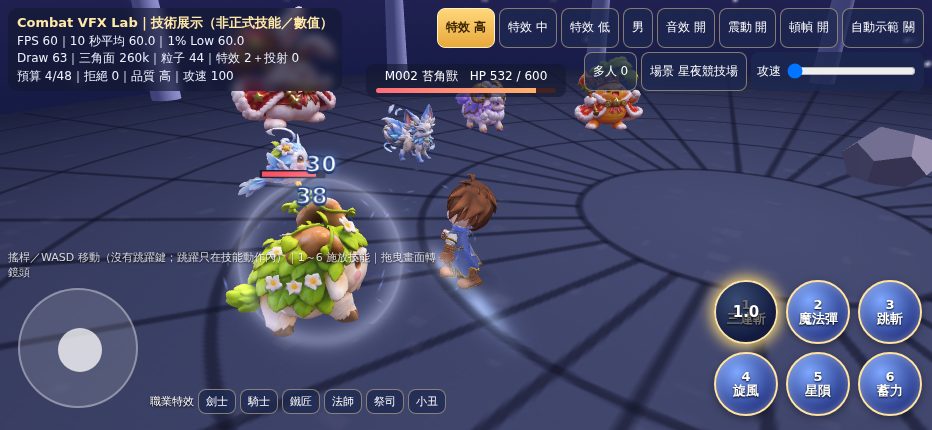 Combat VFX Lab｜技術展示（非正式技能／數值）
FPS 60｜10 秒平均 60.0｜1% Low 60.0
Draw 63｜三角面 260k｜粒子 44｜特效 2＋投射 0
預算 4/48｜拒絕 0｜品質 高｜攻速 100
特效 高
特效 中
特效 低
男
音效 開
震動 開
頓幀 開
自動示範 關
多人 0
場景 星夜競技場
攻速
M002 苔角獸 HP 532 / 600
30
38
搖桿／WASD 移動（沒有跳躍鍵；跳躍只在技能動作內）｜1～6 施放技能｜拖曳畫面轉
鏡頭
1
1.0
三連斬
2
魔法彈
3
跳斬
4
旋風
5
星隕
6
蓄力
職業特效
劍士
騎士
鐵匠
法師
祭司
小丑